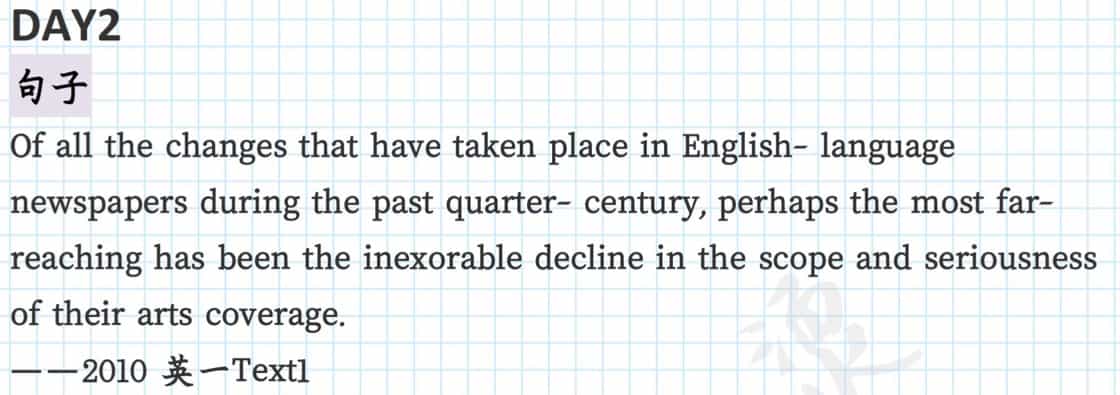 DAY2
句子
Of all the changes that have taken place in English- language
newspapers during the past quarter- century, perhaps the most far-
reaching has been the inexorable decline in the scope and seriousness
of their arts coverage.
——2010 英一Text1